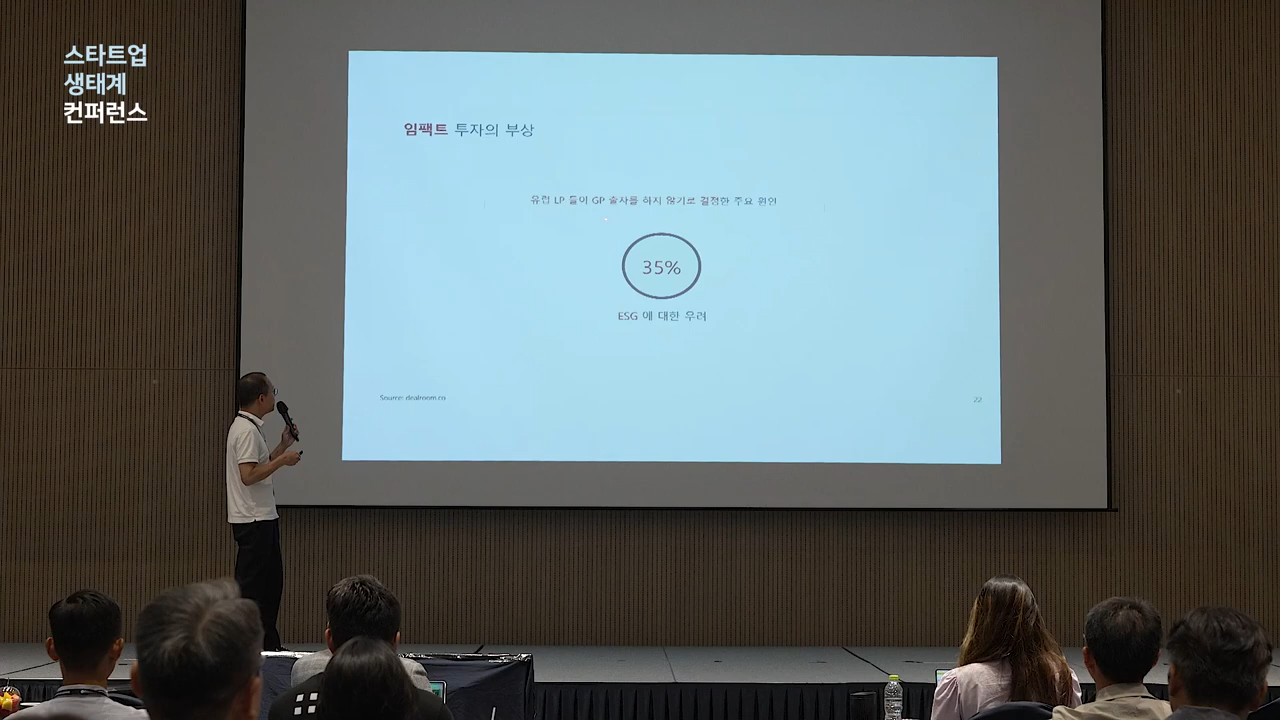 스타트업
생태계
컨퍼런스
임팩트 투자의 부상
유럽 LP 들이 GP 출자를 하지 않기로 결정한 주요 원인
35%
ESG 에 대한 우려
Source: dealroom.co
22